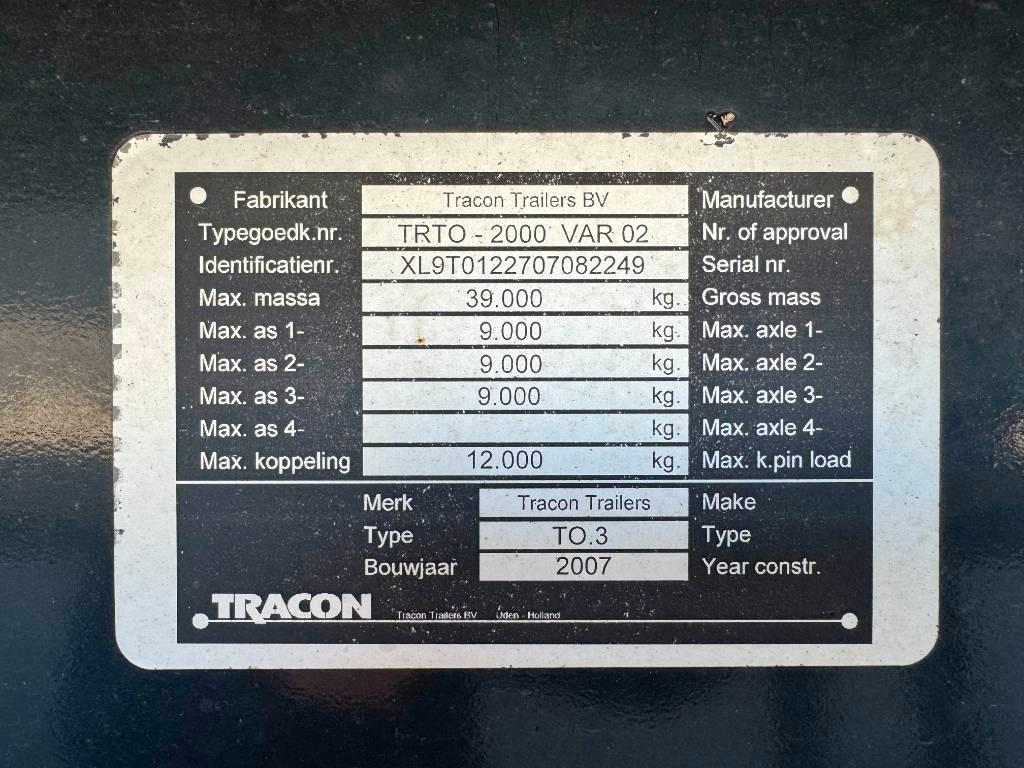 Fabrikant Tracon Trailers BV Manufacturer
Typegoedk.nr. TRTO - 2000 VAR 02 Nr. of approval
Identificatienr. XL9T0122707082249 Serial nr.
Max. massa 39.000 kg. Gross mass
Max. as 1- 9.000 kg. Max. axle 1-
Max. as 2- 9.000 kg. Max. axle 2-
Max. as 3- 9.000 kg. Max. axle 3-
Max. as 4- kg. Max. axle 4-
Max. koppeling 12.000 kg. Max. k.pin load
Merk Tracon Trailers Make
Type TO.3 Type
Bouwjaar 2007 Year constr.
TRACON Tracon Trailers BV Uden - Holland